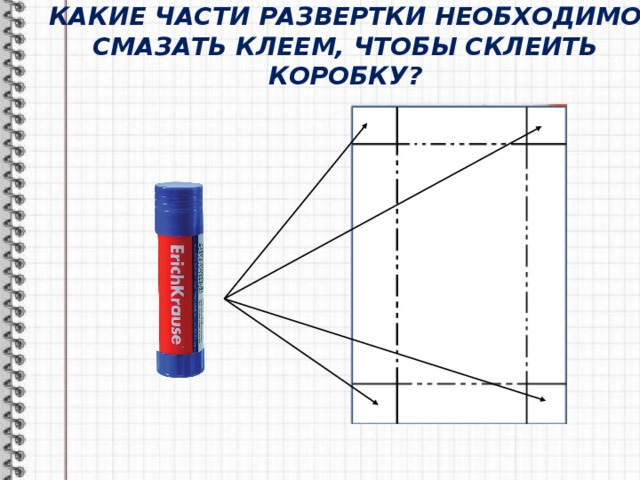 КАКИЕ ЧАСТИ РАЗВЕРТКИ НЕОБХОДИМО
СМАЗАТЬ КЛЕЕМ, ЧТОБЫ СКЛЕИТЬ
КОРОБКУ?
ErichKrause